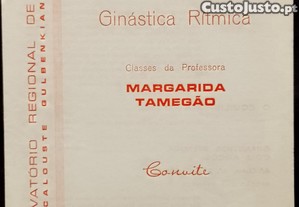 CustoJusto.pt
Ginástica Rítmica
Classes da Professora
MARGARIDA
TAMEGÃO
Convite
VATÓRIO REGIONAL DE
CALOUSTE GULBENKIAN